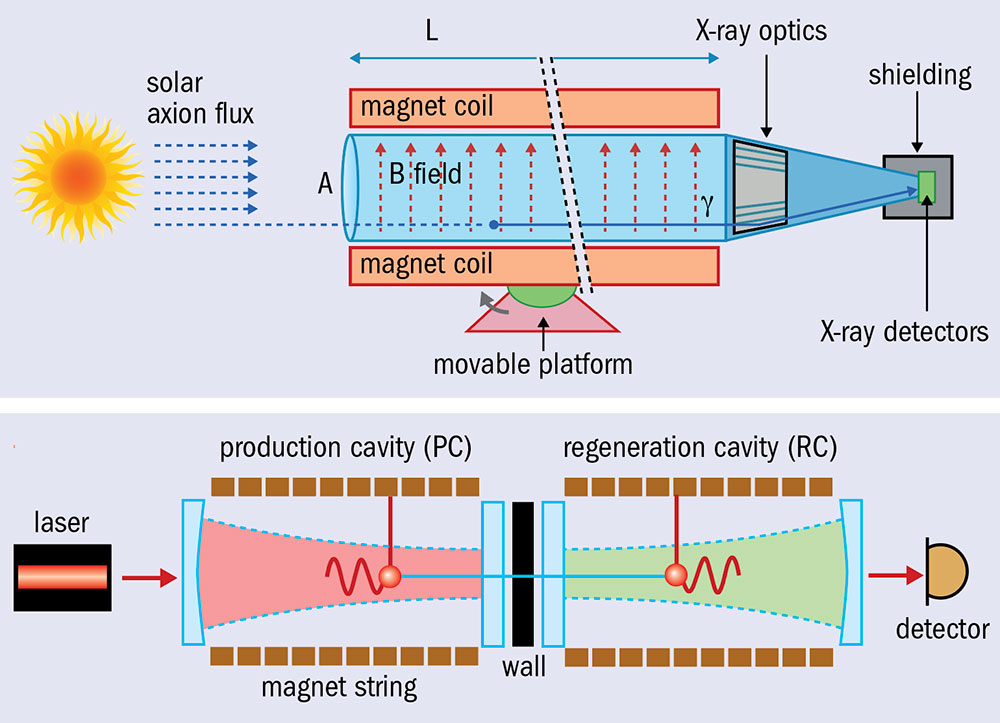 L
X-ray optics
shielding
solar
axion flux
magnet coil
A
B field
γ
magnet coil
X-ray detectors
movable platform
production cavity (PC)
regeneration cavity (RC)
laser
wall
detector
magnet string